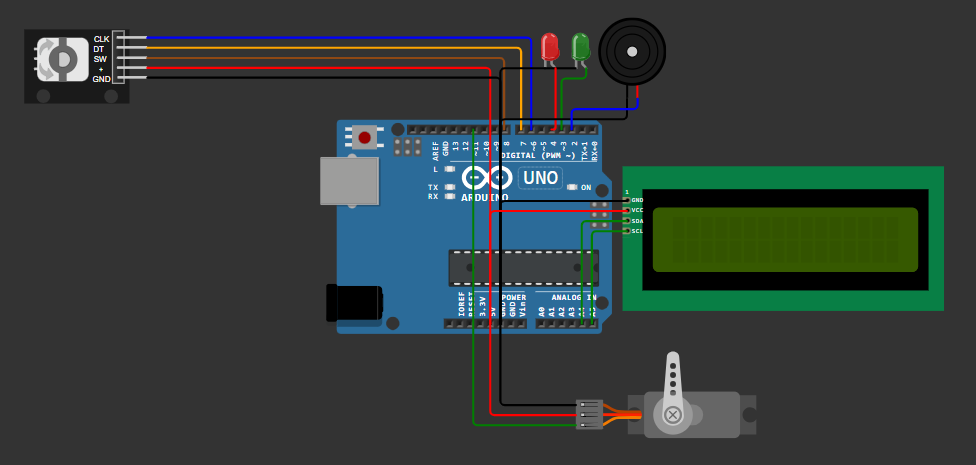 CLK
DT
SW
+
GND
AREF
GND
13
12
~11
~10
~9
8
7
~6
~5
4
~3
2
TX→1
RX←0
DIGITAL (PWM ~)
L
TX
RX
UNO
ON
ARDUINO
1
GND
VCC
SDA
SCL
IOREF
RESET
3.3V
5V
GND
GND
Vin
POWER
ANALOG IN
A0
A1
A2
A3
A4
A5